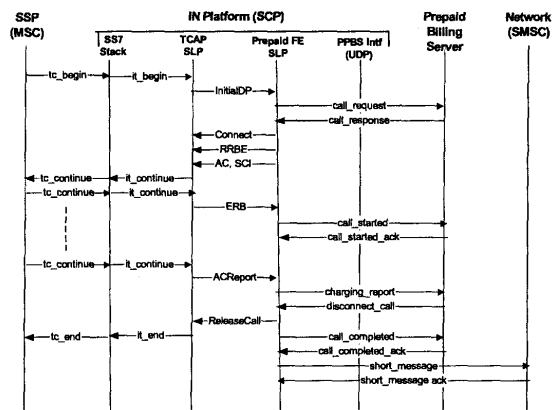 SSP
(MSC)
IN Platform (SCP)
Prepaid
Billing
Server
Network
(SMSC)
SS7
Stack
TCAP
SLP
Prepaid FE
SLP
PPBS Intf
(UDP)
tc_begin
it_begin
InitialDP
call_request
call_response
Connect
RRBE
AC, SCI
tc_continue
it_continue
tc_continue
it_continue
ERB
call_started
call_started_ack
tc_continue
it_continue
ACReport
charging_report
disconnect_call
ReleaseCall
tc_end
it_end
call_completed
call_completed_ack
short_message
short_message ack